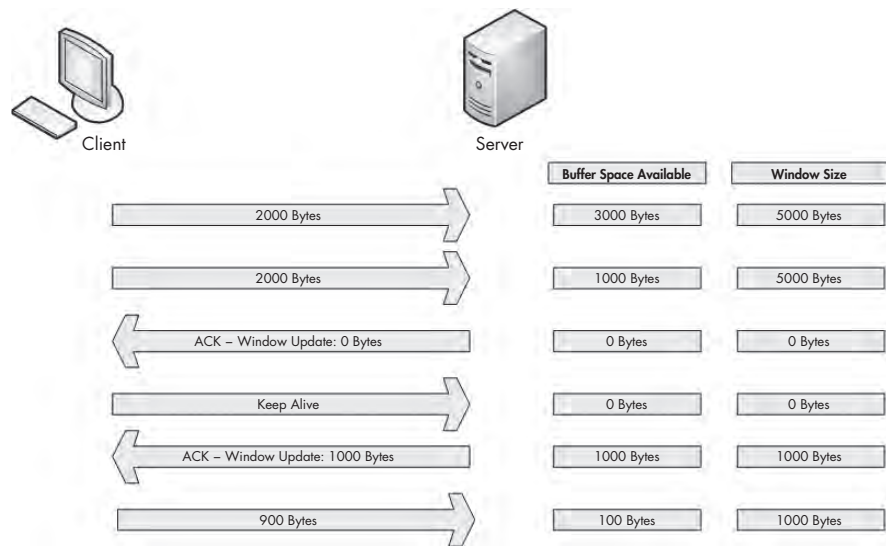 Client
Server
Buffer Space Available
Window Size
2000 Bytes
3000 Bytes
5000 Bytes
2000 Bytes
1000 Bytes
5000 Bytes
ACK – Window Update: 0 Bytes
0 Bytes
0 Bytes
Keep Alive
0 Bytes
0 Bytes
ACK – Window Update: 1000 Bytes
1000 Bytes
1000 Bytes
900 Bytes
100 Bytes
1000 Bytes